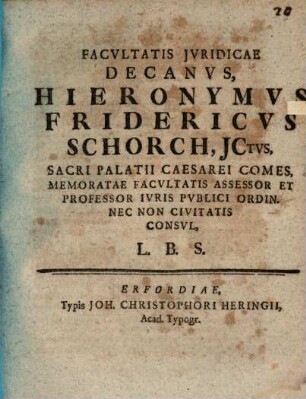 20
FACVLTATIS JVRIDICAE
DECANVS,
HIERONYMVS
FRIDERICVS
SCHORCH, JCTVS,
SACRI PALATII CAESAREI COMES,
MEMORATAE FACVLTATIS ASSESSOR ET
PROFESSOR IVRIS PVBLICI ORDIN.
NEC NON CIVITATIS
CONSVL,
L. B. S.
ERFORDIAE,
Typis JOH. CHRISTOPHORI HERINGII,
Acad. Typogr.